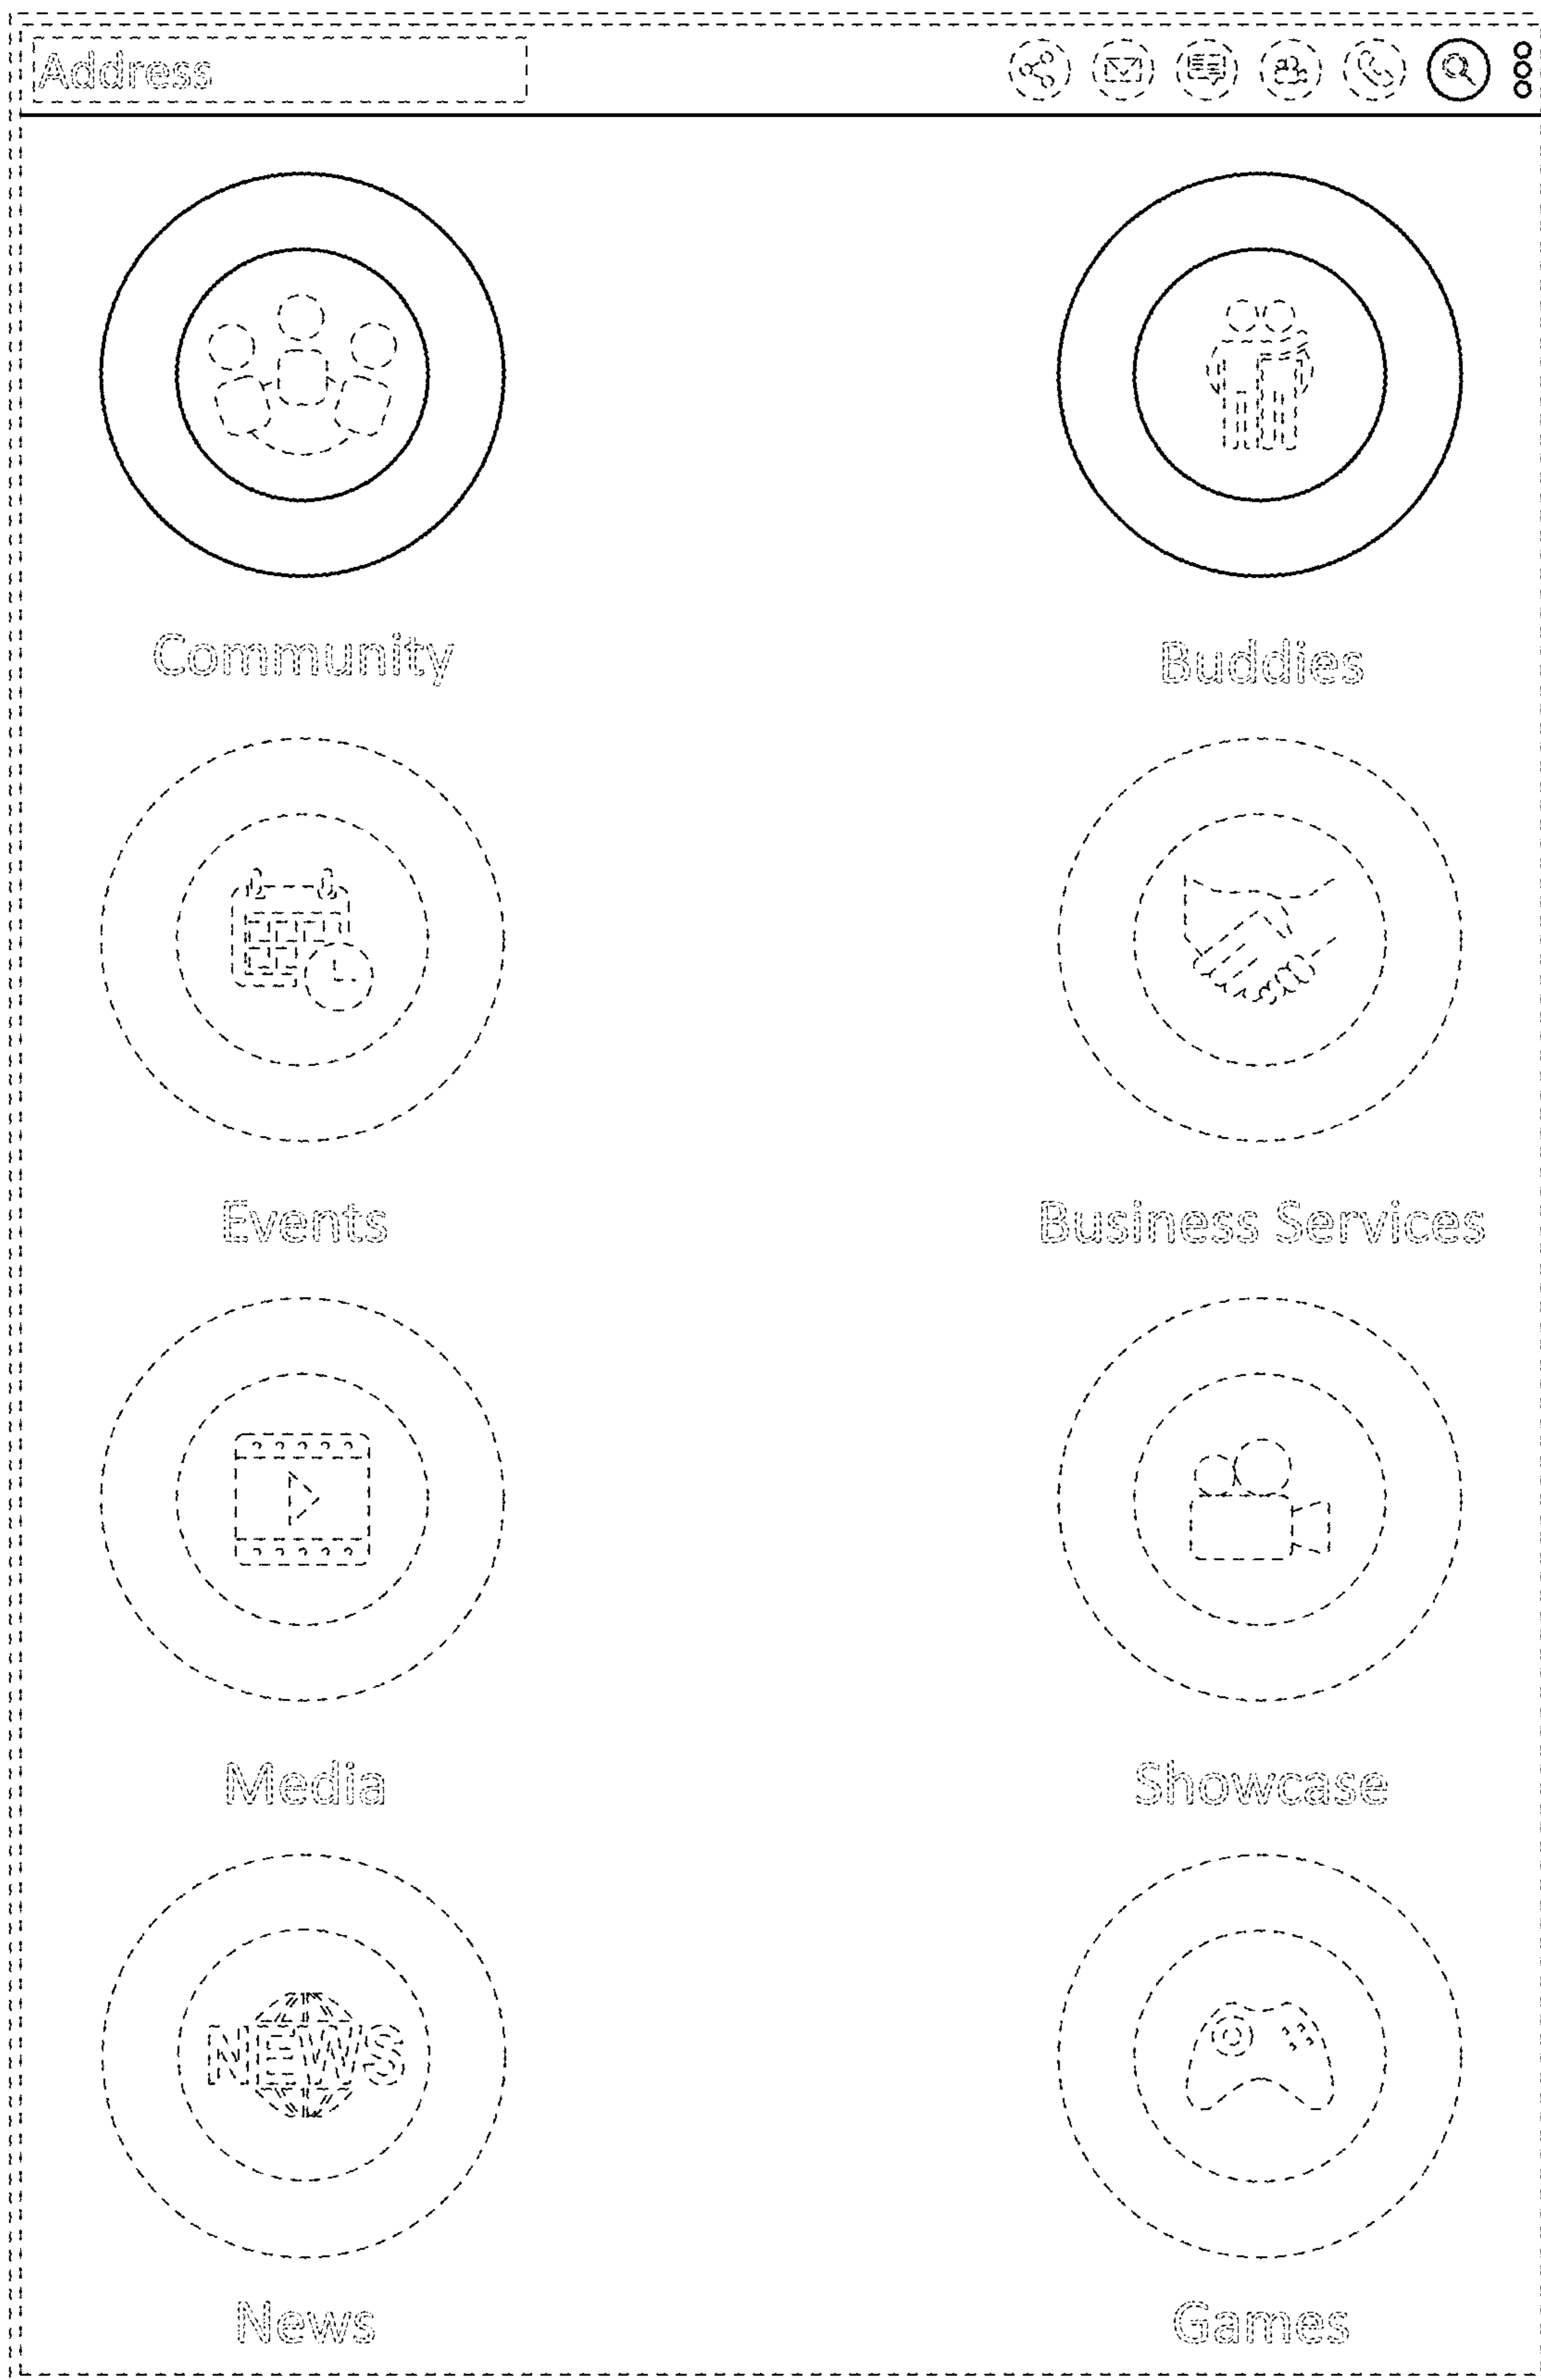 Address
Community Buddies
Events Business Services
Media Showcase
NEWS
News Games